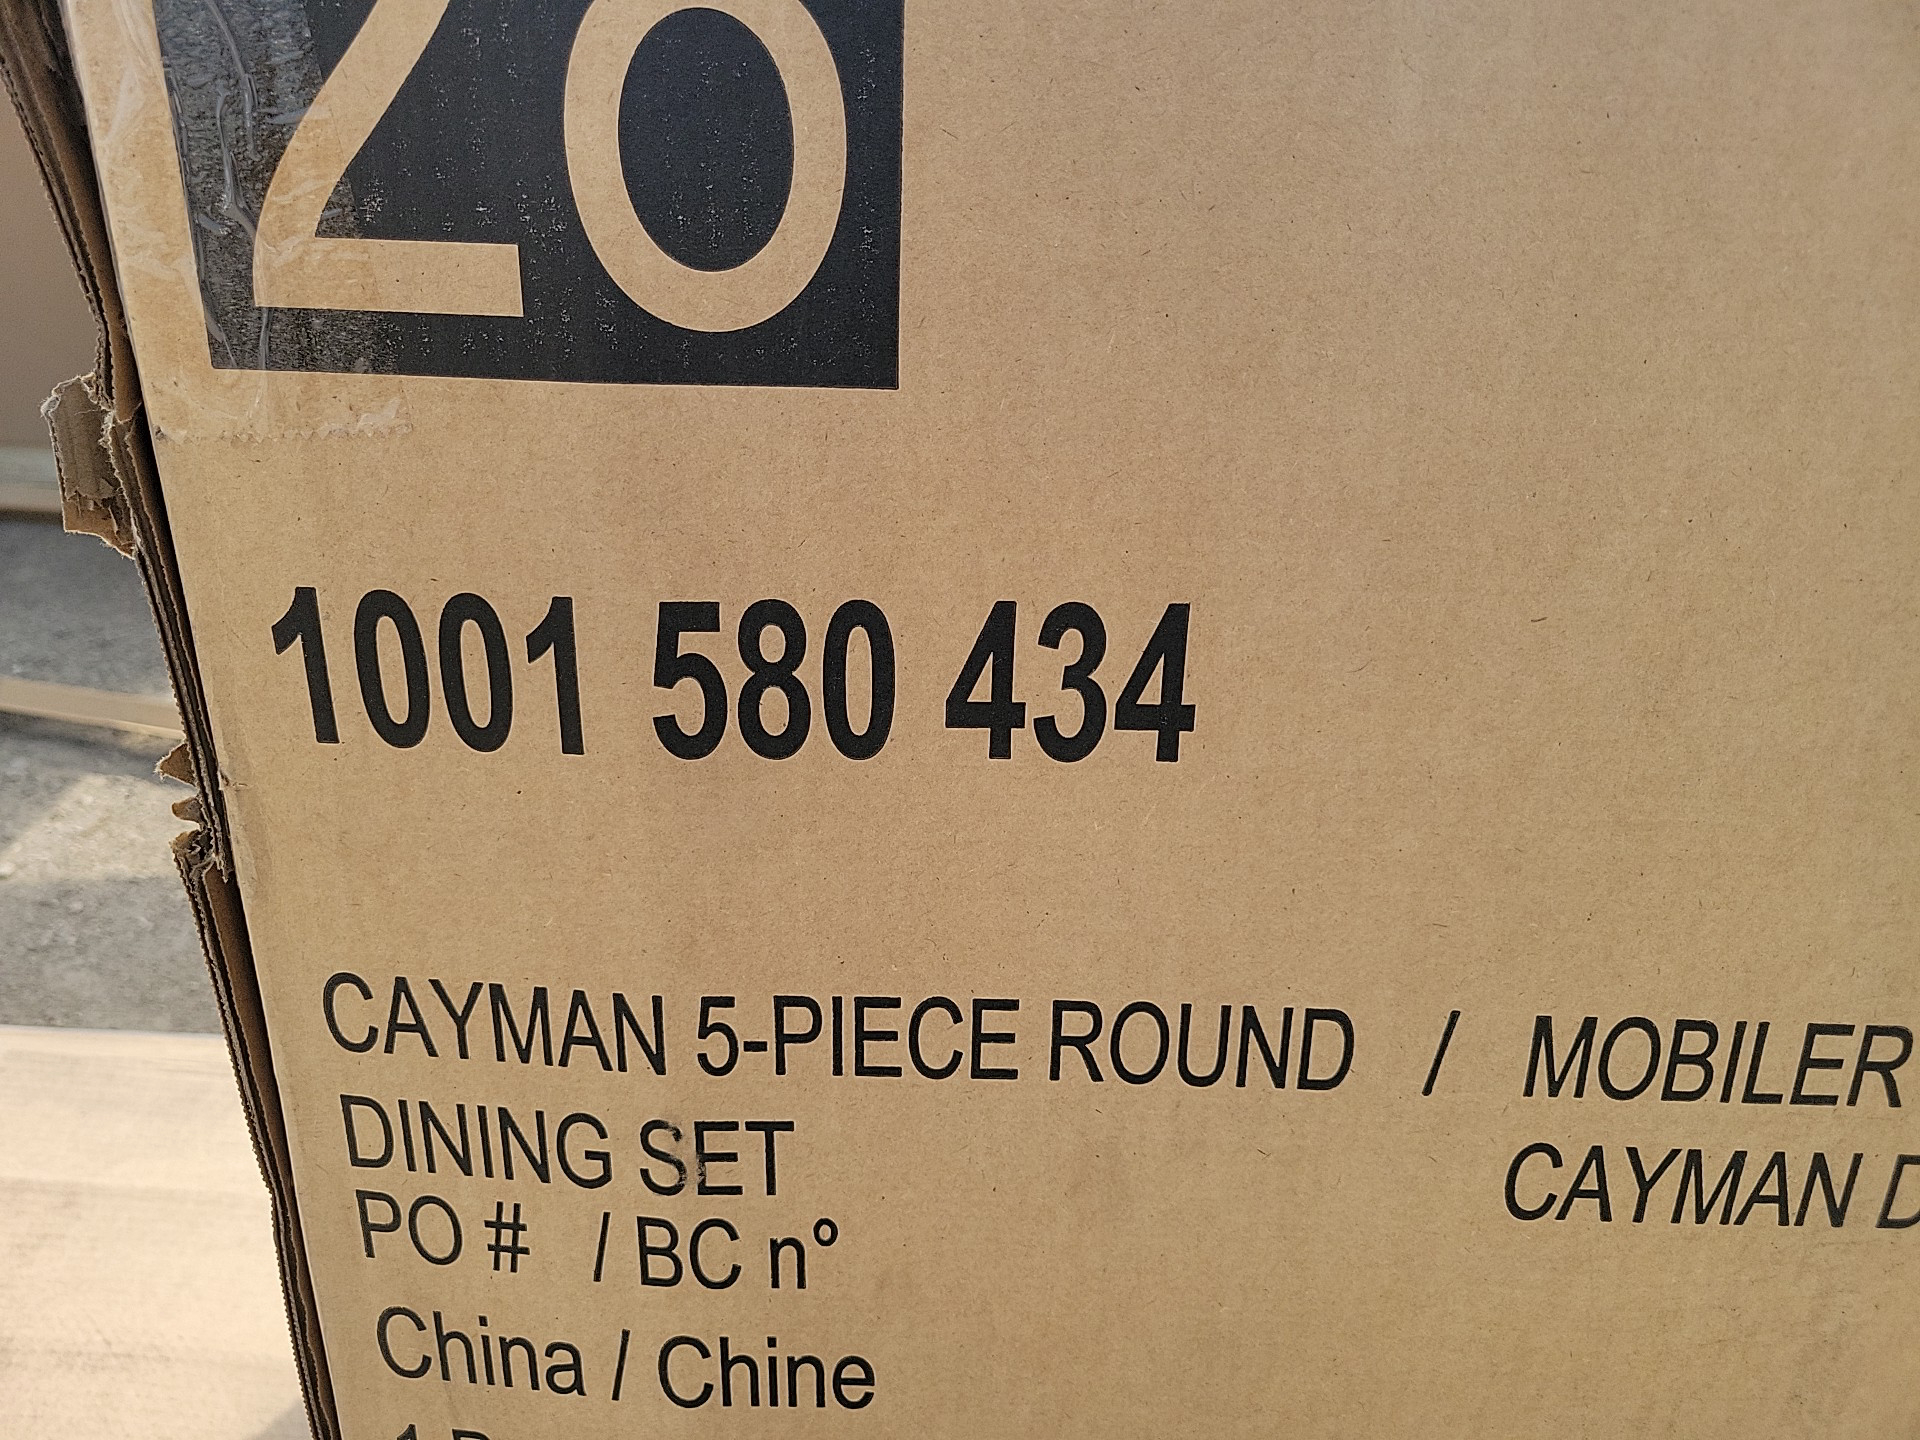 20
1001 580 434
CAYMAN 5-PIECE ROUND / MOBILER
DINING SET
CAYMAN
PO # / BC n°
China / Chine